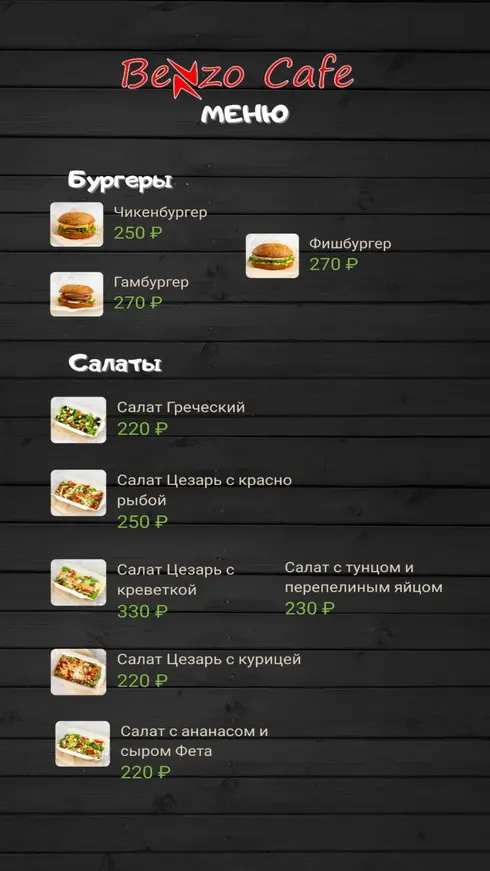 Benzo Cafe
МЕНЮ
Бургеры
Чикенбургер
250 ₽
Фишбургер
270 ₽
Гамбургер
270 ₽
Салаты
Салат Греческий
220 ₽
Салат Цезарь с красно
рыбой
250 ₽
Салат Цезарь с
креветкой
330 ₽
Салат с тунцом и
перепелиным яйцом
230 ₽
Салат Цезарь с курицей
220 ₽
Салат с ананасом и
сыром Фета
220 ₽